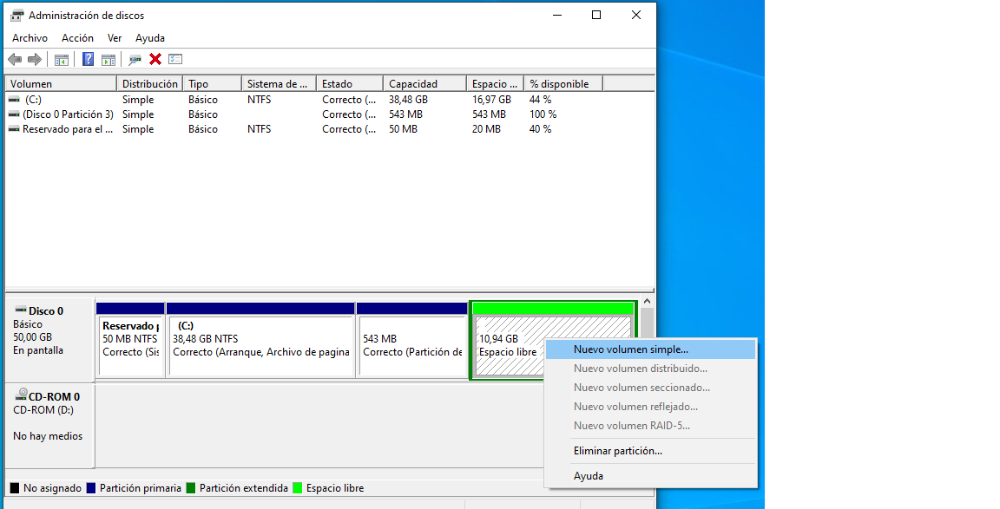 Administración de discos
Archivo Acción Ver Ayuda
Volumen Distribución Tipo Sistema de ... Estado Capacidad Espacio ... % disponible
(C:) Simple Básico NTFS Correcto (... 38,48 GB 16,97 GB 44 %
(Disco 0 Partición 3) Simple Básico Correcto (... 543 MB 543 MB 100 %
Reservado para el ... Simple Básico NTFS Correcto (... 50 MB 20 MB 40 %
Disco 0
Básico
50,00 GB
En pantalla
Reservado p
50 MB NTFS
Correcto (Sis
(C:)
38,48 GB NTFS
Correcto (Arranque, Archivo de pagina
543 MB
Correcto (Partición de
10,94 GB
Espacio libre
Nuevo volumen simple...
Nuevo volumen distribuido...
Nuevo volumen seccionado...
Nuevo volumen reflejado...
Nuevo volumen RAID-5...
Eliminar partición...
Ayuda
CD-ROM 0
CD-ROM (D:)
No hay medios
No asignado Partición primaria Partición extendida Espacio libre